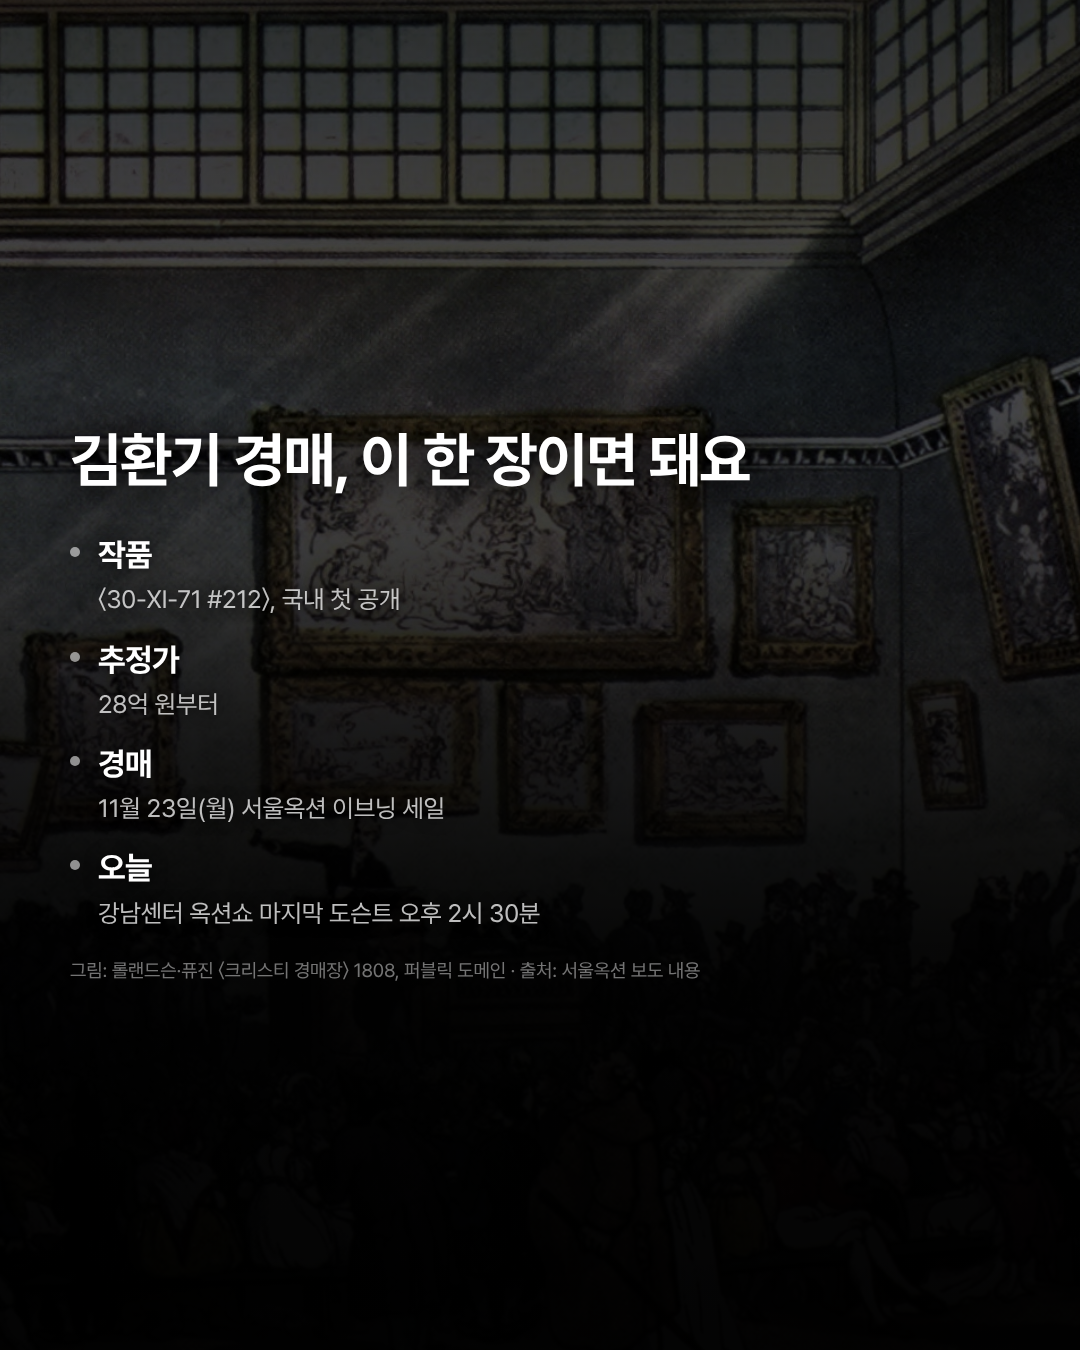 김환기 경매, 이 한 장이면 돼요
작품
〈30-XI-71 #212〉, 국내 첫 공개
추정가
28억 원부터
경매
11월 23일(월) 서울옥션 이브닝 세일
오늘
강남센터 옥션쇼 마지막 도슨트 오후 2시 30분
그림: 롤랜드슨·퓨진 〈크리스티 경매장〉 1808, 퍼블릭 도메인 · 출처: 서울옥션 보도 내용